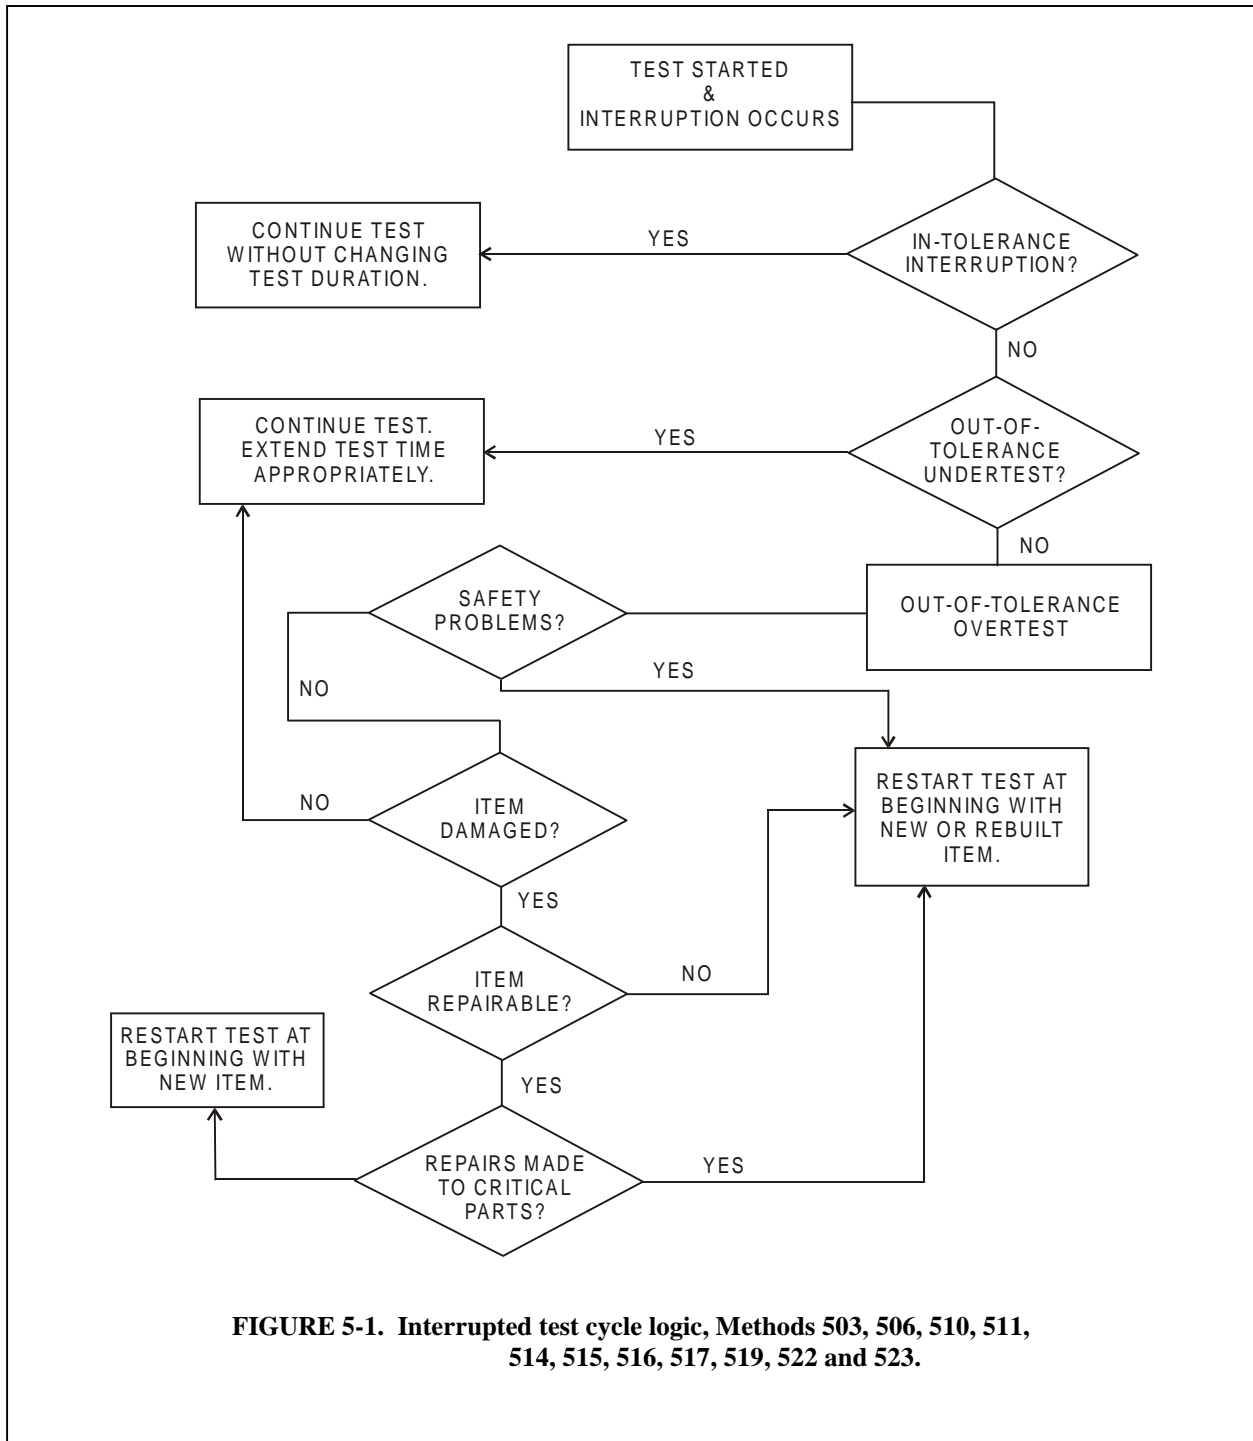 TEST STARTED
&
INTERRUPTION OCCURS
CONTINUE TEST
WITHOUT CHANGING
TEST DURATION.
YES
IN-TOLERANCE
INTERRUPTION?
NO
CONTINUE TEST.
EXTEND TEST TIME
APPROPRIATELY.
YES
OUT-OF-
TOLERANCE
UNDERTEST?
NO
SAFETY
PROBLEMS?
OUT-OF-TOLERANCE
OVERTEST
NO
YES
NO
ITEM
DAMAGED?
RESTART TEST AT
BEGINNING WITH
NEW OR REBUILT
ITEM.
YES
ITEM
REPAIRABLE?
NO
RESTART TEST AT
BEGINNING WITH
NEW ITEM.
YES
REPAIRS MADE
TO CRITICAL
PARTS?
YES
FIGURE 5-1. Interrupted test cycle logic, Methods 503, 506, 510, 511,
514, 515, 516, 517, 519, 522 and 523.